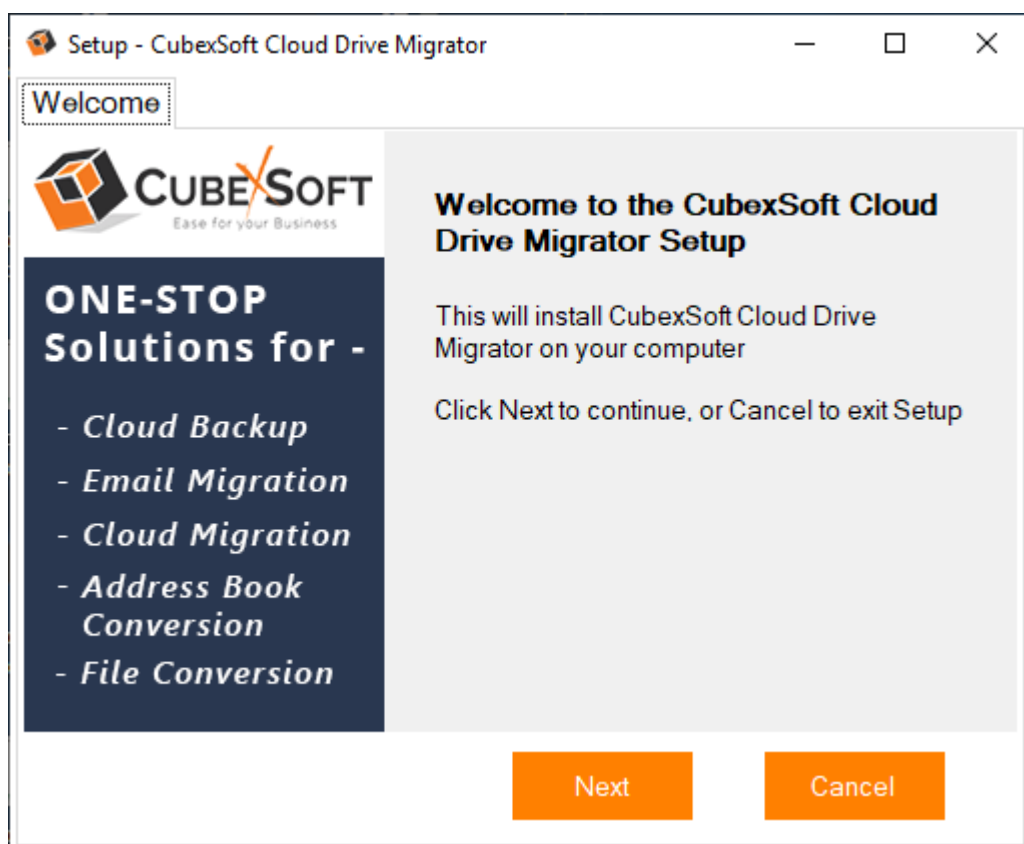 Setup - CubexSoft Cloud Drive Migrator
Welcome
CUBEXSOFT
Ease for your Business
ONE-STOP
Solutions for -
- Cloud Backup
- Email Migration
- Cloud Migration
- Address Book
Conversion
- File Conversion
Welcome to the CubexSoft Cloud
Drive Migrator Setup
This will install CubexSoft Cloud Drive
Migrator on your computer
Click Next to continue, or Cancel to exit Setup
Next
Cancel